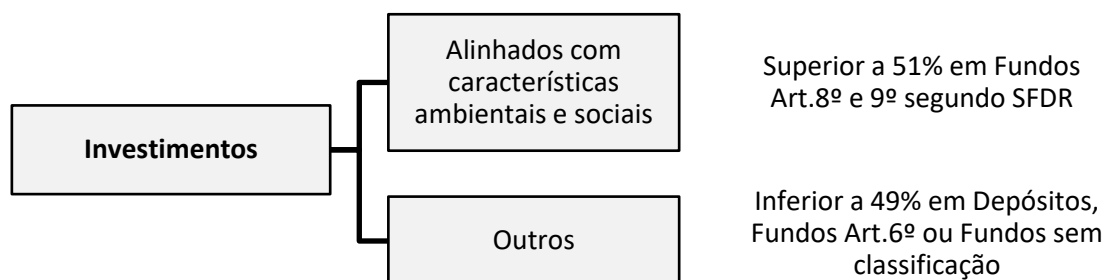 Alinhados com
características
ambientais e sociais
Superior a 51% em Fundos
Art.8º e 9º segundo SFDR
Investimentos
Outros
Inferior a 49% em Depósitos,
Fundos Art.6º ou Fundos sem
classificação